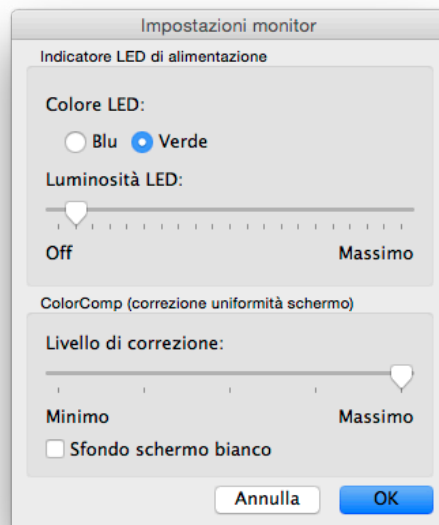 Impostazioni monitor
Indicatore LED di alimentazione
Colore LED:
Blu Verde
Luminosità LED:
Off Massimo
ColorComp (correzione uniformità schermo)
Livello di correzione:
Minimo Massimo
Sfondo schermo bianco
Annulla OK